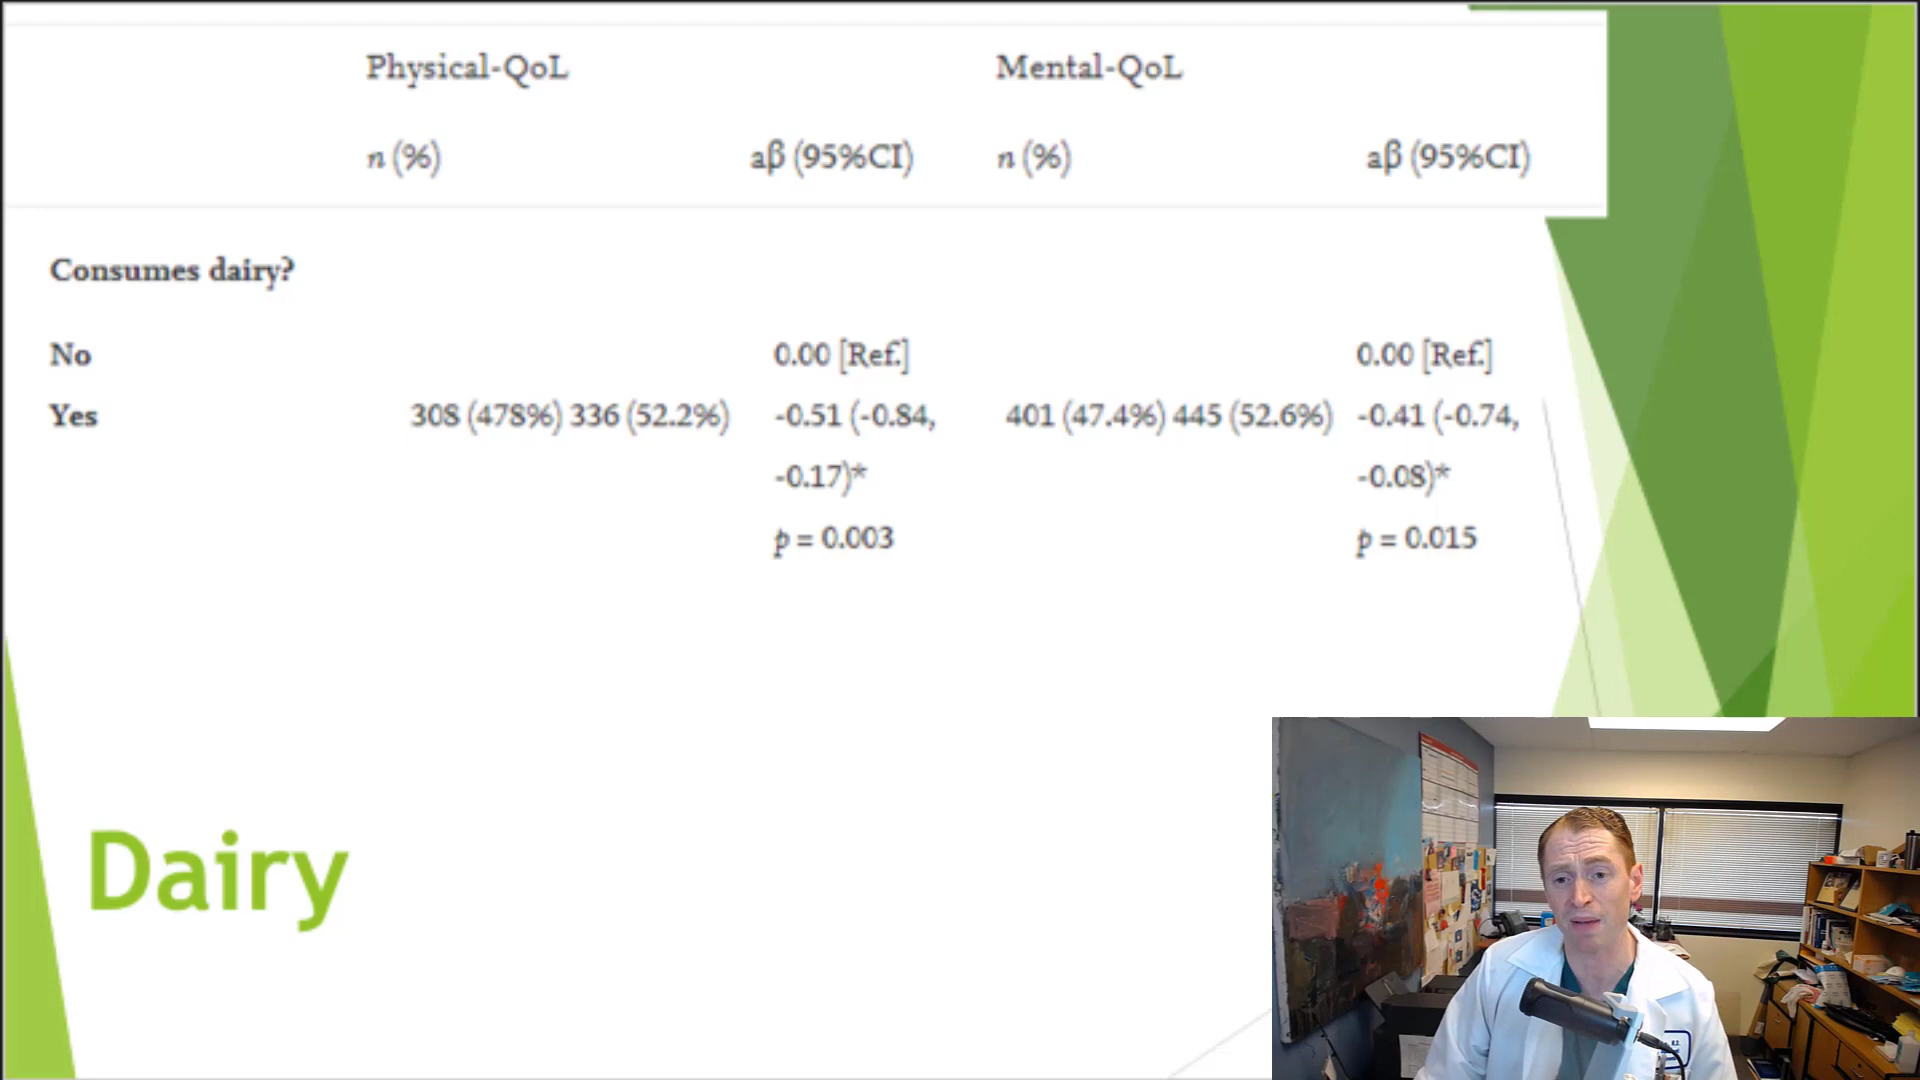 Physical-QoL Mental-QoL
n (%) aβ (95%CI) n (%) aβ (95%CI)
Consumes dairy?
No 0.00 [Ref.] 0.00 [Ref.]
Yes 308 (478%) 336 (52.2%) -0.51 (-0.84, 401 (47.4%) 445 (52.6%) -0.41 (-0.74,
-0.17)* -0.08)*
p = 0.003 p = 0.015
Dairy